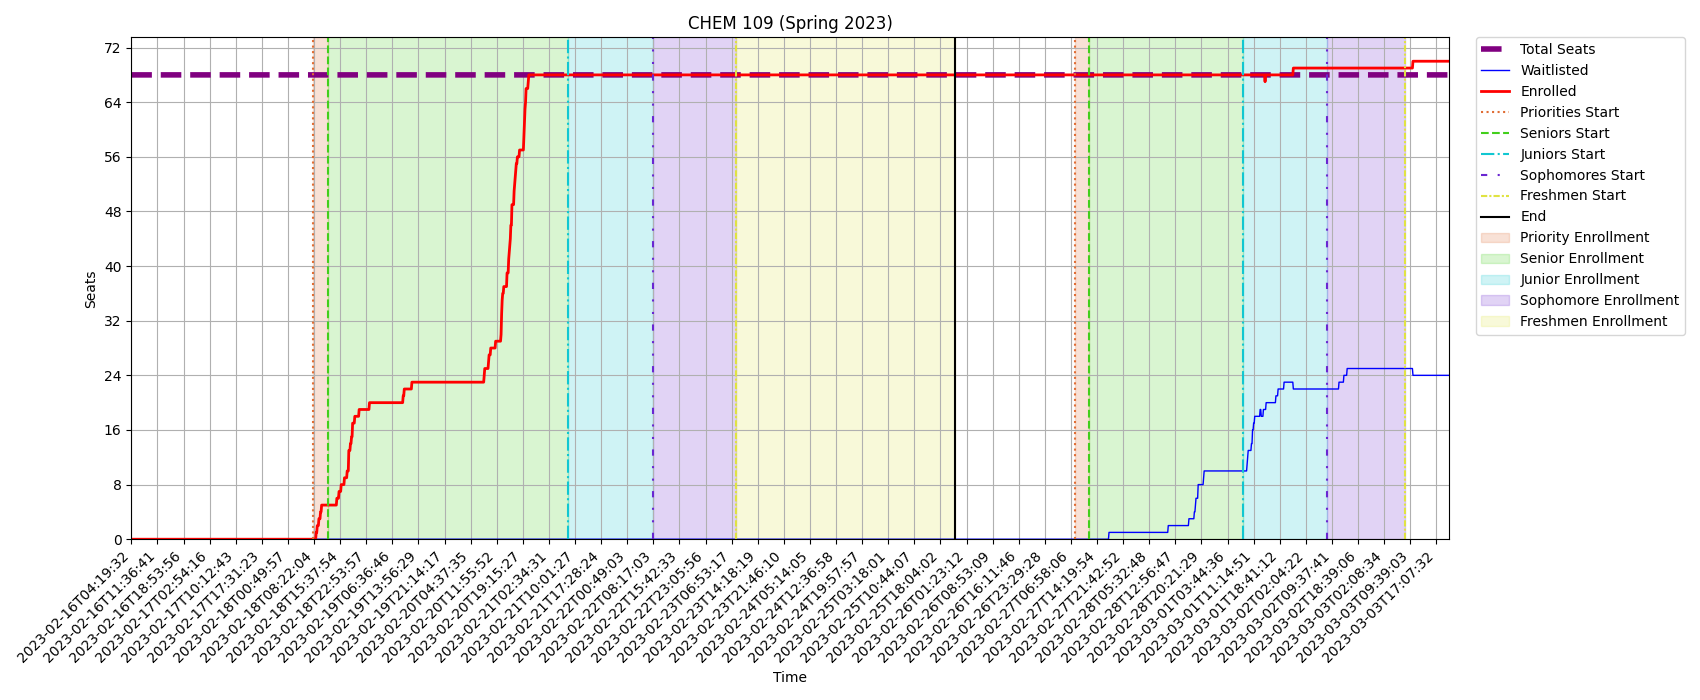 CHEM 109 (Spring 2023)
72
64
56
48
40
32
24
16
8
0
Seats
Total Seats
Waitlisted
Enrolled
Priorities Start
Seniors Start
Juniors Start
Sophomores Start
Freshmen Start
End
Priority Enrollment
Senior Enrollment
Junior Enrollment
Sophomore Enrollment
Freshmen Enrollment
2023-02-16T04:19:32
2023-02-16T11:36:41
2023-02-16T18:53:56
2023-02-17T02:54:16
2023-02-17T10:12:43
2023-02-17T17:31:23
2023-02-18T00:49:57
2023-02-18T08:22:04
2023-02-18T15:37:54
2023-02-18T22:53:57
2023-02-19T06:36:46
2023-02-19T13:56:29
2023-02-19T21:14:17
2023-02-20T04:37:35
2023-02-20T11:55:52
2023-02-20T19:15:27
2023-02-21T02:34:31
2023-02-21T10:01:27
2023-02-21T17:28:24
2023-02-22T00:49:03
2023-02-22T08:17:03
2023-02-22T15:42:33
2023-02-22T23:05:56
2023-02-23T06:53:17
2023-02-23T14:18:19
2023-02-23T21:46:10
2023-02-24T05:14:05
2023-02-24T12:36:58
2023-02-24T19:57:57
2023-02-25T03:18:01
2023-02-25T10:44:07
2023-02-25T18:04:02
2023-02-26T01:23:12
2023-02-26T08:53:09
2023-02-26T16:11:46
2023-02-26T23:29:28
2023-02-27T06:58:06
2023-02-27T14:19:54
2023-02-27T21:42:52
2023-02-28T05:32:48
2023-02-28T12:56:47
2023-02-28T20:21:29
2023-03-01T03:44:36
2023-03-01T11:14:51
2023-03-01T18:41:12
2023-03-02T02:04:22
2023-03-02T09:37:41
2023-03-02T18:39:06
2023-03-03T02:08:34
2023-03-03T09:39:03
2023-03-03T17:07:32
Time